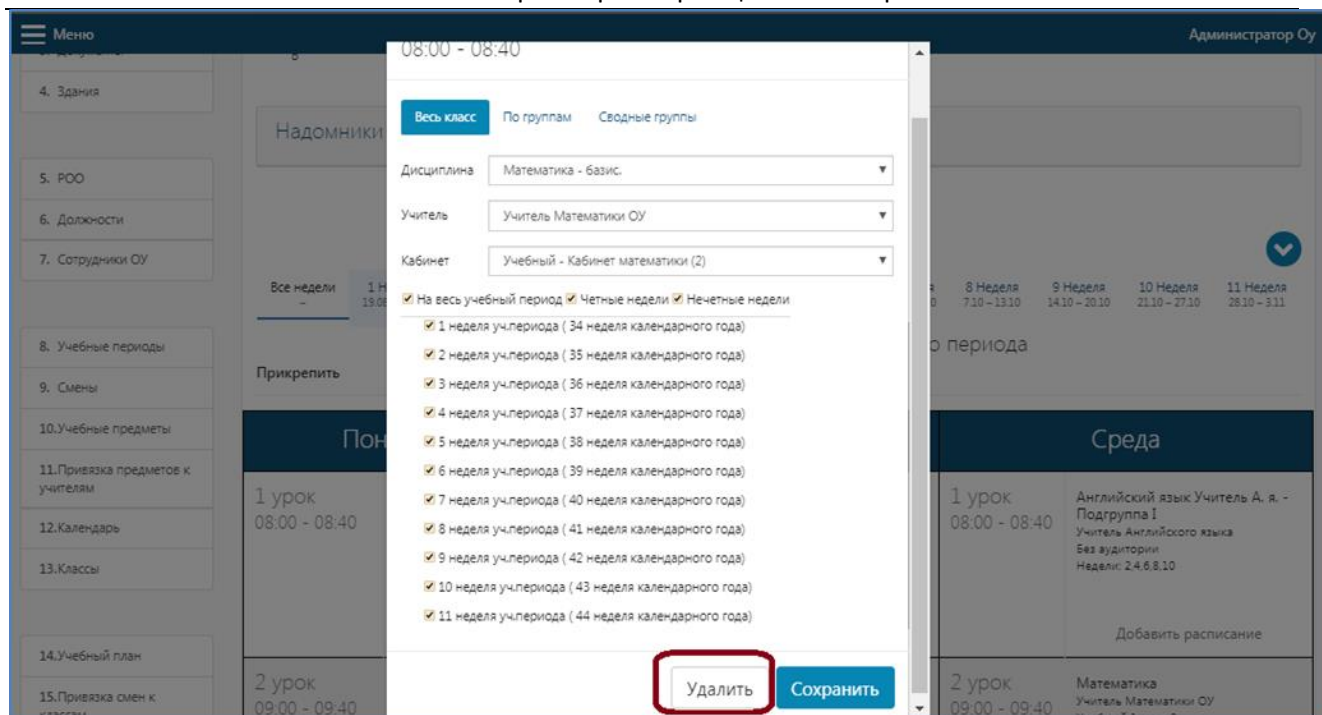 Меню
Администратор Оу
4. Здания
5. РОО
6. Должности
7. Сотрудники ОУ
8. Учебные периоды
9. Смены
10.Учебные предметы
11.Привязка предметов к
учителям
12.Календарь
13.Классы
14.Учебный план
15.Привязка смен к
Надомники
Все недели
–
1 Н
19.08
Прикрепить
08:00 - 08:40
Весь класс По группам Сводные группы
Дисциплина Математика - базис.
Учитель Учитель Математики ОУ
Кабинет Учебный - Кабинет математики (2)
На весь учебный период Четные недели Нечетные недели
1 неделя уч.периода ( 34 неделя календарного года)
2 неделя уч.периода ( 35 неделя календарного года)
3 неделя уч.периода ( 36 неделя календарного года)
4 неделя уч.периода ( 37 неделя календарного года)
5 неделя уч.периода ( 38 неделя календарного года)
6 неделя уч.периода ( 39 неделя календарного года)
7 неделя уч.периода ( 40 неделя календарного года)
8 неделя уч.периода ( 41 неделя календарного года)
9 неделя уч.периода ( 42 неделя календарного года)
10 неделя уч.периода ( 43 неделя календарного года)
11 неделя уч.периода ( 44 неделя календарного года)
Удалить Сохранить
8 Неделя 9 Неделя 10 Неделя 11 Неделя
7.10 – 13.10 14.10 – 20.10 21.10 – 27.10 28.10 – 3.11
периода
Пон
Среда
1 урок
08:00 - 08:40
1 урок
08:00 - 08:40
Английский язык Учитель А. я. -
Подгруппа I
Учитель Английского языка
Без аудитории
Недели: 2,4,6,8,10
Добавить расписание
2 урок
09:00 - 09:40
2 урок
09:00 - 09:40
Математика
Учитель Математики ОУ